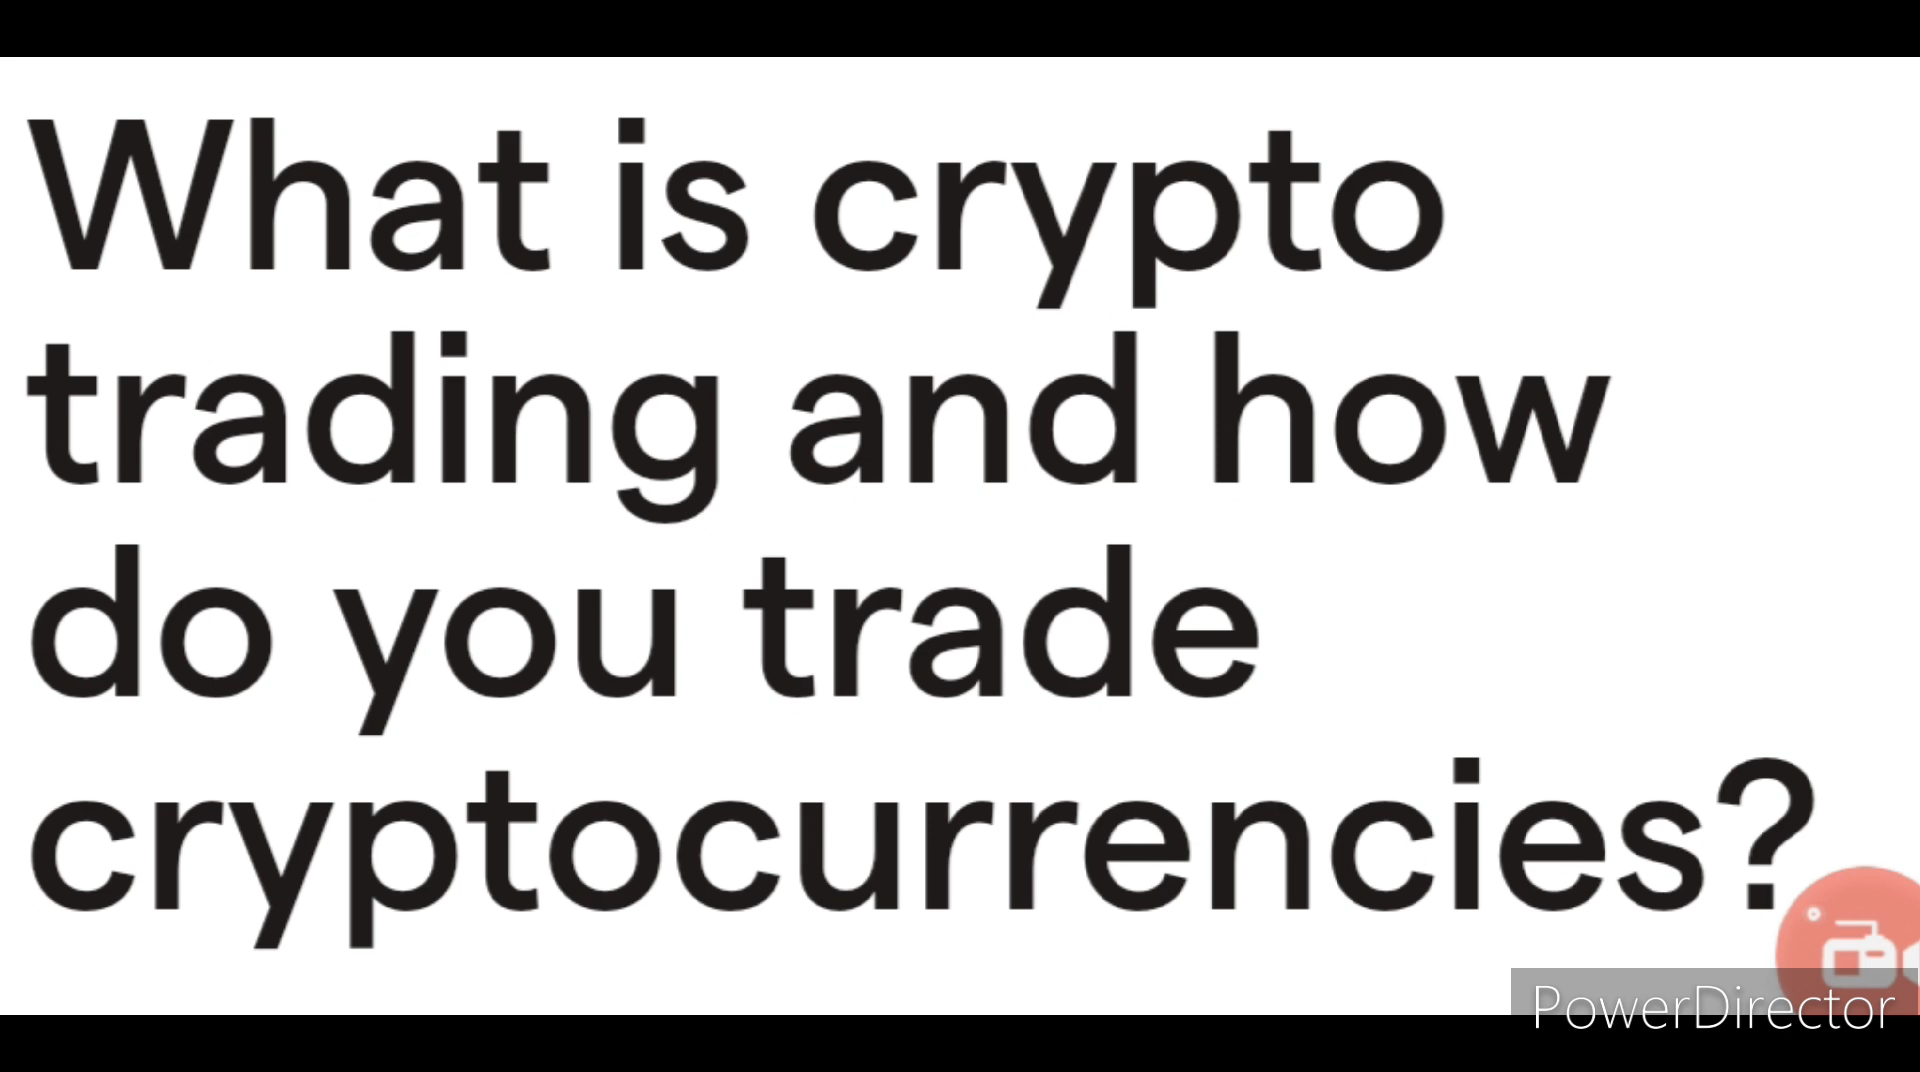 What is crypto
trading and how
do you trade
cryptocurrencies?
PowerDirector